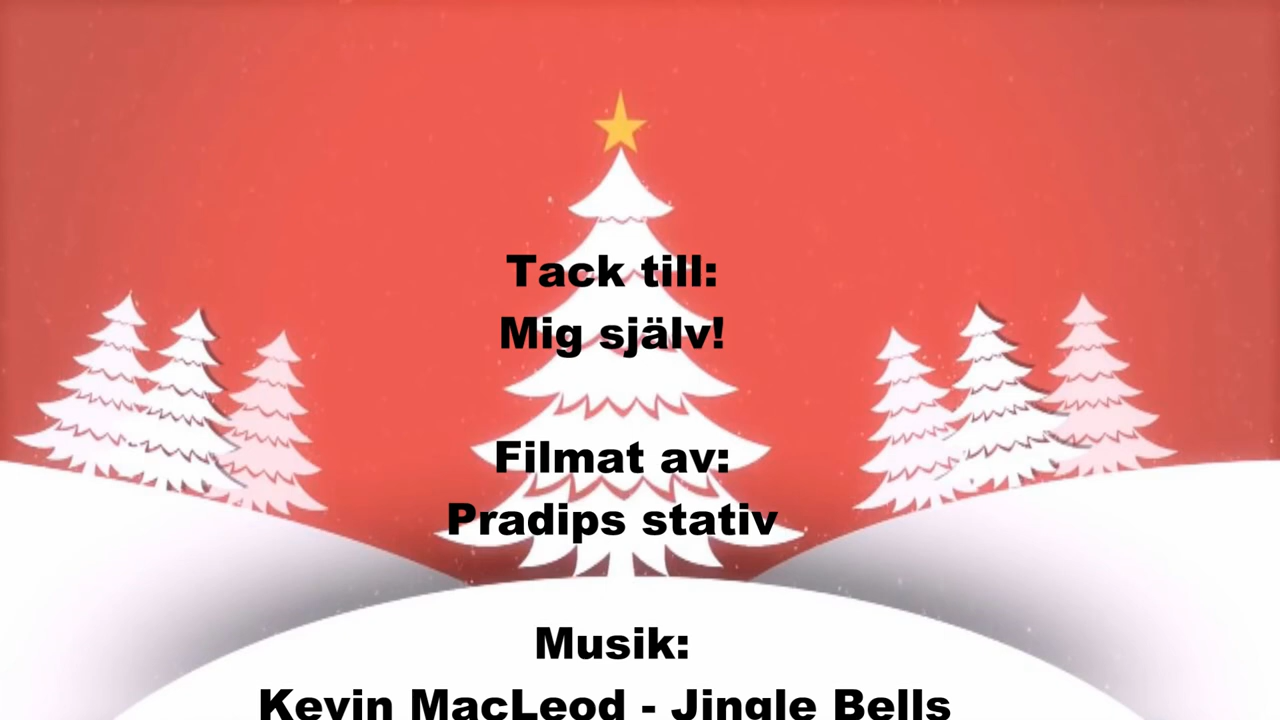 Tack till:
Mig själv!
Filmat av:
Pradips stativ
Musik:
Kevin MacLeod - Jingle Bells